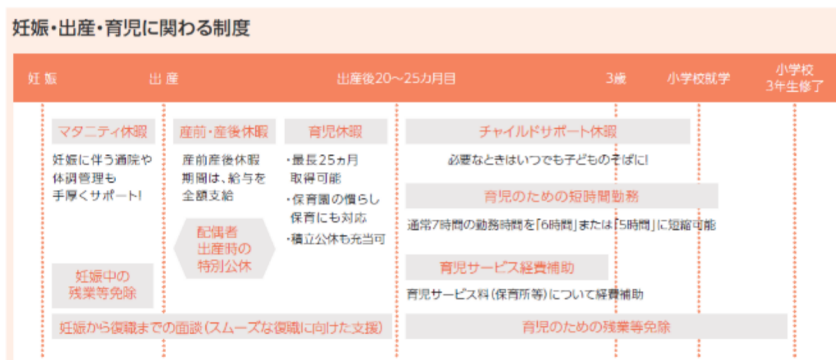 妊娠・出産・育児に関わる制度
妊 娠
出 産
出産後20～25カ月目
3歳
小学校就学
小学校
3年生修了
マタニティ休暇
妊娠に伴う通院や
体調管理も
手厚くサポート!
妊娠中の
残業等免除
産前・産後休暇
産前産後休暇
期間は、給与を
全額支給
配偶者
出産時の
特別公休
育児休暇
・最長25ヵ月
取得可能
・保育園の慣らし
保育にも対応
・積立公休も充当可
妊娠から復職までの面談(スムーズな復職に向けた支援)
チャイルドサポート休暇
必要なときはいつでも子どものそばに!
育児のための短時間勤務
通常7時間の勤務時間を「6時間」または「5時間」に短縮可能
育児サービス経費補助
育児サービス料(保育所等)について経費補助
育児のための残業等免除